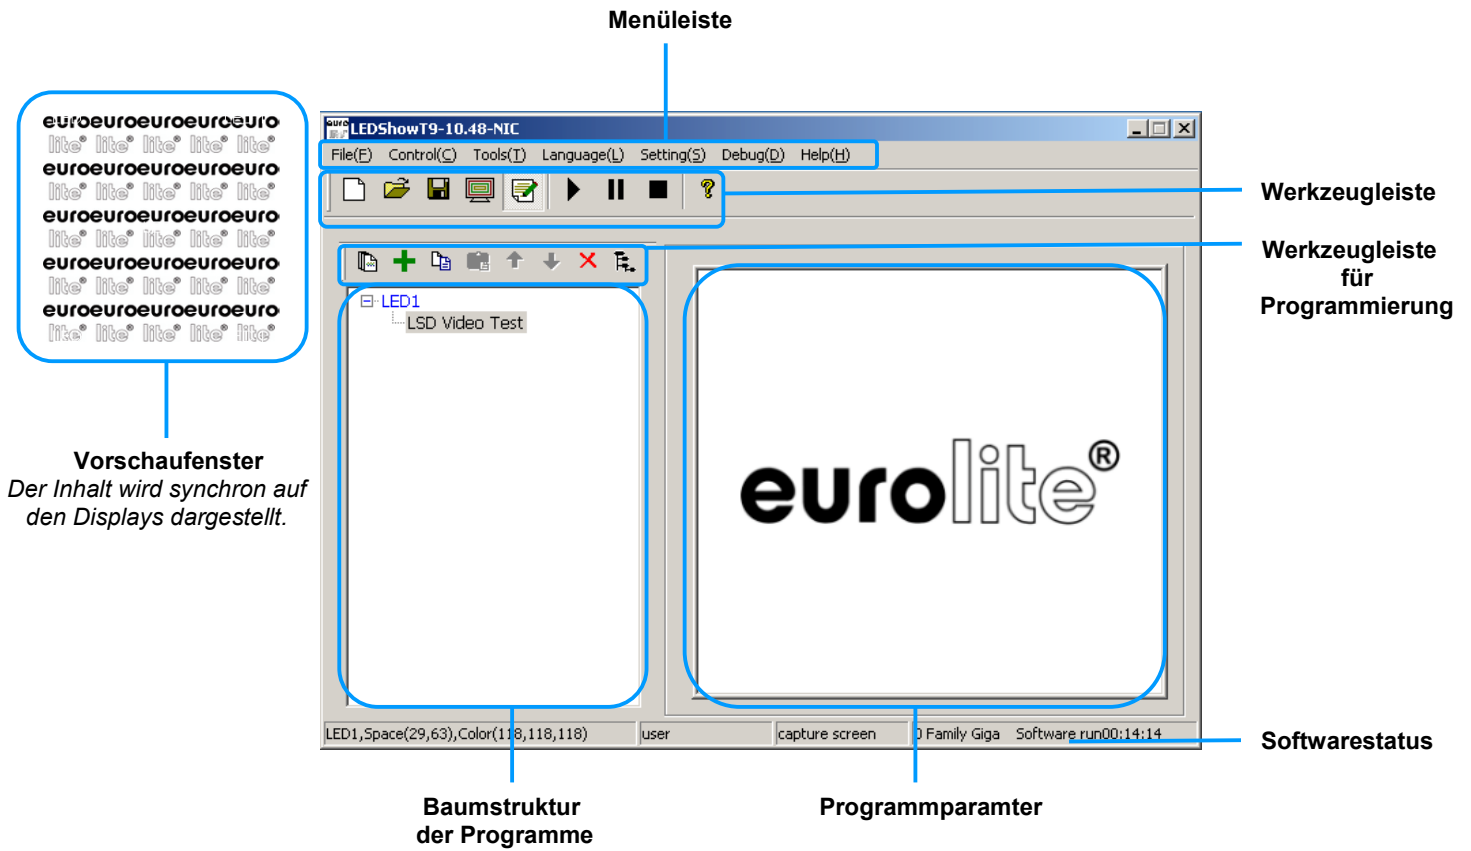 Menüleiste
euroeuroeuroeuroeuro
lite® lite® lite® lite® lite®
euroeuroeuroeuroeuro
lite® lite® lite® lite® lite®
euroeuroeuroeuroeuro
lite® lite® lite® lite® lite®
euroeuroeuroeuroeuro
lite® lite® lite® lite® lite®
euroeuroeuroeuroeuro
lite® lite® lite® lite® lite®
Vorschaufenster
Der Inhalt wird synchron auf
den Displays dargestellt.
euro LEDShowT9-10.48-NIC
File(F) Control(C) Tools(T) Language(L) Setting(S) Debug(D) Help(H)
Werkzeugleiste
Werkzeugleiste
für
Programmierung
LED1
LSD Video Test
eurolite®
LED1,Space(29,63),Color(118,118,118) user capture screen 0 Family Giga Software run00:14:14
Softwarestatus
Baumstruktur
der Programme
Programmparamter